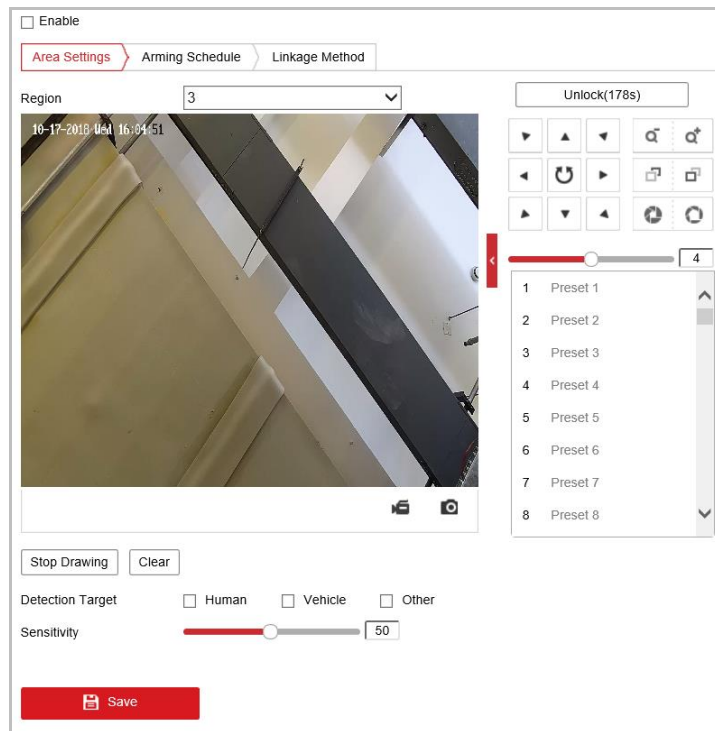 Enable
Area Settings Arming Schedule Linkage Method
Region 3
Unlock(178s)
10-17-2018 Wed 16:04:51
4
1 Preset 1
2 Preset 2
3 Preset 3
4 Preset 4
5 Preset 5
6 Preset 6
7 Preset 7
8 Preset 8
Stop Drawing Clear
Detection Target Human Vehicle Other
Sensitivity 50
Save